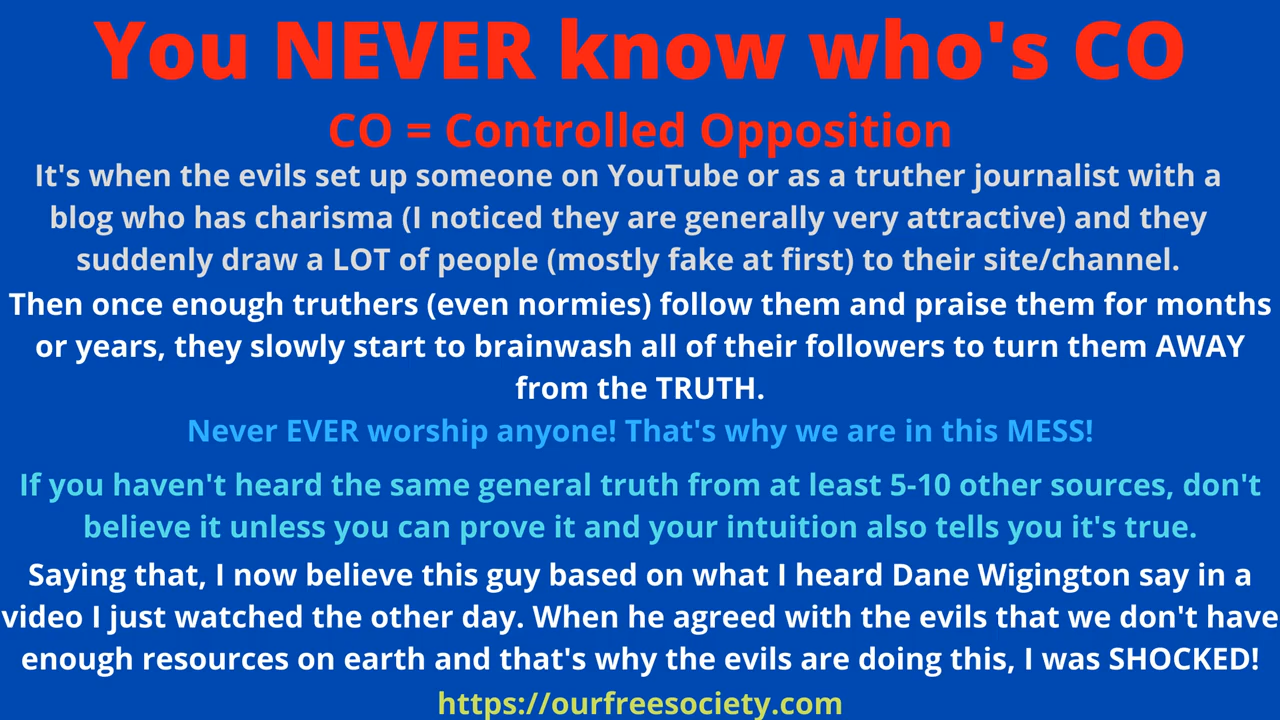 You NEVER know who's CO
CO = Controlled Opposition
It's when the evils set up someone on YouTube or as a truther journalist with a
blog who has charisma (I noticed they are generally very attractive) and they
suddenly draw a LOT of people (mostly fake at first) to their site/channel.
Then once enough truthers (even normies) follow them and praise them for months
or years, they slowly start to brainwash all of their followers to turn them AWAY
from the TRUTH.
Never EVER worship anyone! That's why we are in this MESS!
If you haven't heard the same general truth from at least 5-10 other sources, don't
believe it unless you can prove it and your intuition also tells you it's true.
Saying that, I now believe this guy based on what I heard Dane Wigington say in a
video I just watched the other day. When he agreed with the evils that we don't have
enough resources on earth and that's why the evils are doing this, I was SHOCKED!
https://ourfreesociety.com